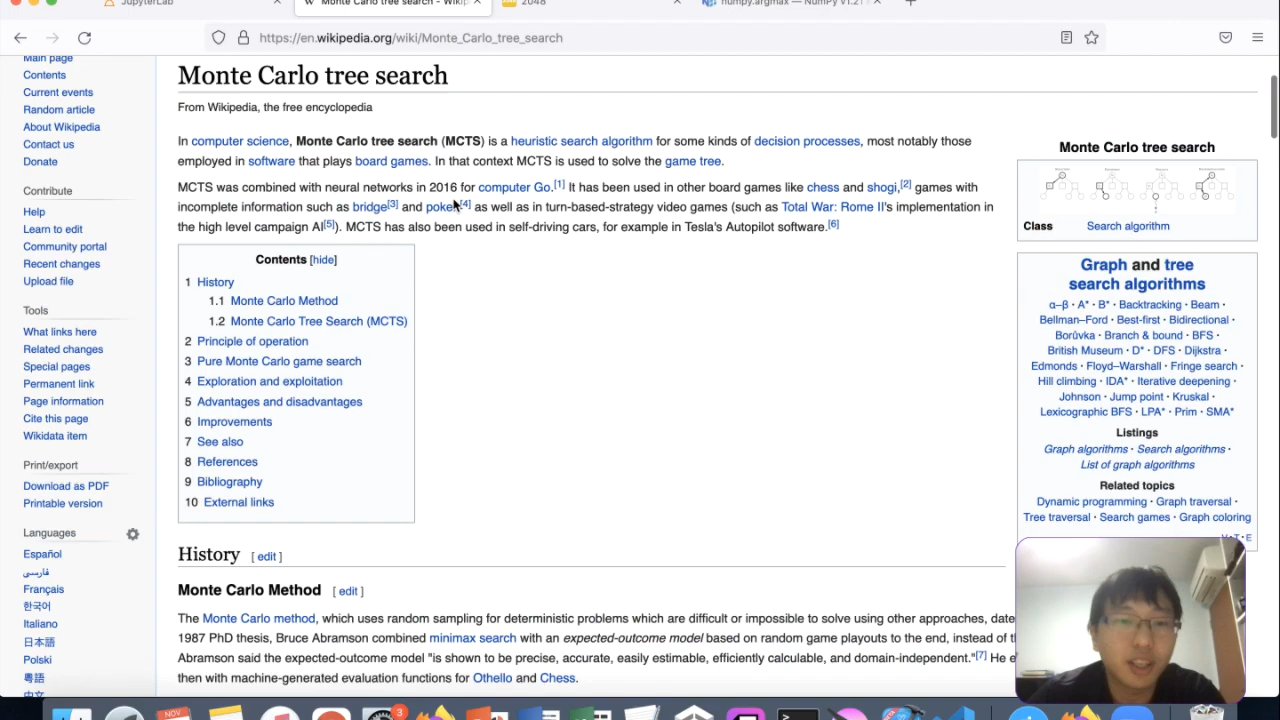 JupyterLab
Monte Carlo tree search - Wikip
2048
numpy.argmax — NumPy v1.21
https://en.wikipedia.org/wiki/Monte_Carlo_tree_search
Main page
Contents
Current events
Random article
About Wikipedia
Contact us
Donate
Contribute
Help
Learn to edit
Community portal
Recent changes
Upload file
Tools
What links here
Related changes
Special pages
Permanent link
Page information
Cite this page
Wikidata item
Print/export
Download as PDF
Printable version
Languages
Español
فارسی
Français
한국어
Italiano
日本語
Polski
粵語
中文
Monte Carlo tree search
From Wikipedia, the free encyclopedia
In computer science, Monte Carlo tree search (MCTS) is a heuristic search algorithm for some kinds of decision processes, most notably those
employed in software that plays board games. In that context MCTS is used to solve the game tree.
MCTS was combined with neural networks in 2016 for computer Go.[1] It has been used in other board games like chess and shogi,[2] games with
incomplete information such as bridge[3] and poker[4] as well as in turn-based-strategy video games (such as Total War: Rome II's implementation in
the high level campaign AI[5]). MCTS has also been used in self-driving cars, for example in Tesla's Autopilot software.[6]
Contents [hide]
1 History
1.1 Monte Carlo Method
1.2 Monte Carlo Tree Search (MCTS)
2 Principle of operation
3 Pure Monte Carlo game search
4 Exploration and exploitation
5 Advantages and disadvantages
6 Improvements
7 See also
8 References
9 Bibliography
10 External links
History [ edit ]
Monte Carlo Method [ edit ]
The Monte Carlo method, which uses random sampling for deterministic problems which are difficult or impossible to solve using other approaches, date
1987 PhD thesis, Bruce Abramson combined minimax search with an expected-outcome model based on random game playouts to the end, instead of t
Abramson said the expected-outcome model "is shown to be precise, accurate, easily estimable, efficiently calculable, and domain-independent."[7] He e
then with machine-generated evaluation functions for Othello and Chess.
Monte Carlo tree search
Class Search algorithm
Graph and tree
search algorithms
α–β · A* · B* · Backtracking · Beam ·
Bellman–Ford · Best-first · Bidirectional ·
Borůvka · Branch & bound · BFS ·
British Museum · D* · DFS · Dijkstra ·
Edmonds · Floyd–Warshall · Fringe search ·
Hill climbing · IDA* · Iterative deepening ·
Johnson · Jump point · Kruskal ·
Lexicographic BFS · LPA* · Prim · SMA*
Listings
Graph algorithms · Search algorithms ·
List of graph algorithms
Related topics
Dynamic programming · Graph traversal ·
Tree traversal · Search games · Graph coloring
V·T·E
NOV
3